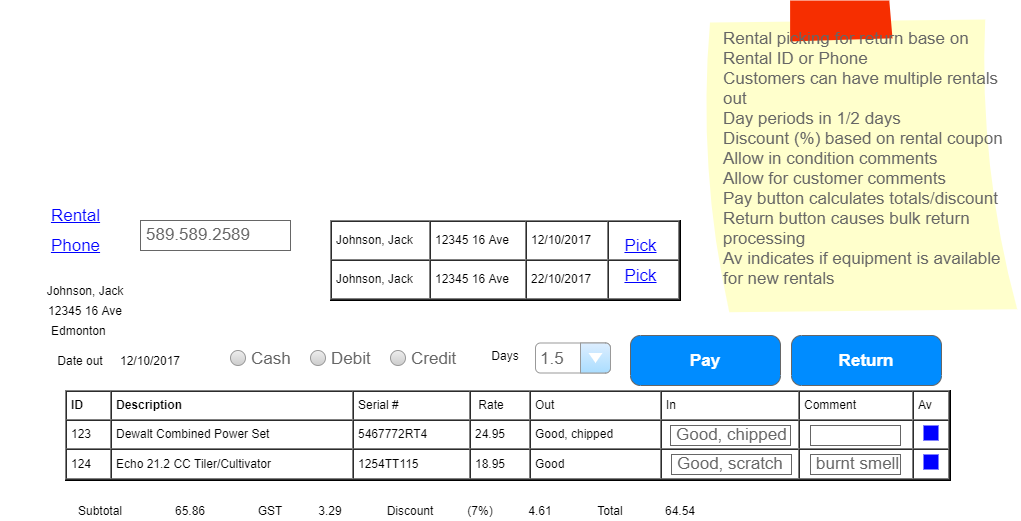 Rental picking for return base on
Rental ID or Phone
Customers can have multiple rentals
out
Day periods in 1/2 days
Discount (%) based on rental coupon
Allow in condition comments
Allow for customer comments
Pay button calculates totals/discount
Return button causes bulk return
processing
Av indicates if equipment is available
for new rentals
Rental
Phone
589.589.2589
Johnson, Jack 12345 16 Ave 12/10/2017 Pick
Johnson, Jack 12345 16 Ave 22/10/2017 Pick
Johnson, Jack
12345 16 Ave
Edmonton
Date out 12/10/2017 Cash Debit Credit Days 1.5 Pay Return
ID Description Serial # Rate Out In Comment Av
123 Dewalt Combined Power Set 5467772RT4 24.95 Good, chipped Good, chipped
124 Echo 21.2 CC Tiler/Cultivator 1254TT115 18.95 Good Good, scratch burnt smell
Subtotal 65.86 GST 3.29 Discount (7%) 4.61 Total 64.54